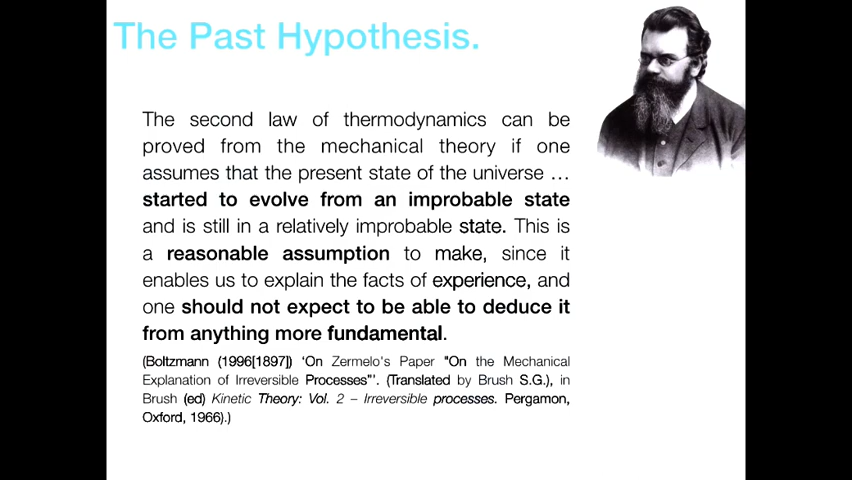 The Past Hypothesis.
The second law of thermodynamics can be
proved from the mechanical theory if one
assumes that the present state of the universe …
started to evolve from an improbable state
and is still in a relatively improbable state. This is
a reasonable assumption to make, since it
enables us to explain the facts of experience, and
one should not expect to be able to deduce it
from anything more fundamental.
(Boltzmann (1996[1897]) ‘On Zermelo's Paper "On the Mechanical
Explanation of Irreversible Processes"’. (Translated by Brush S.G.), in
Brush (ed) Kinetic Theory: Vol. 2 – Irreversible processes. Pergamon,
Oxford, 1966).)